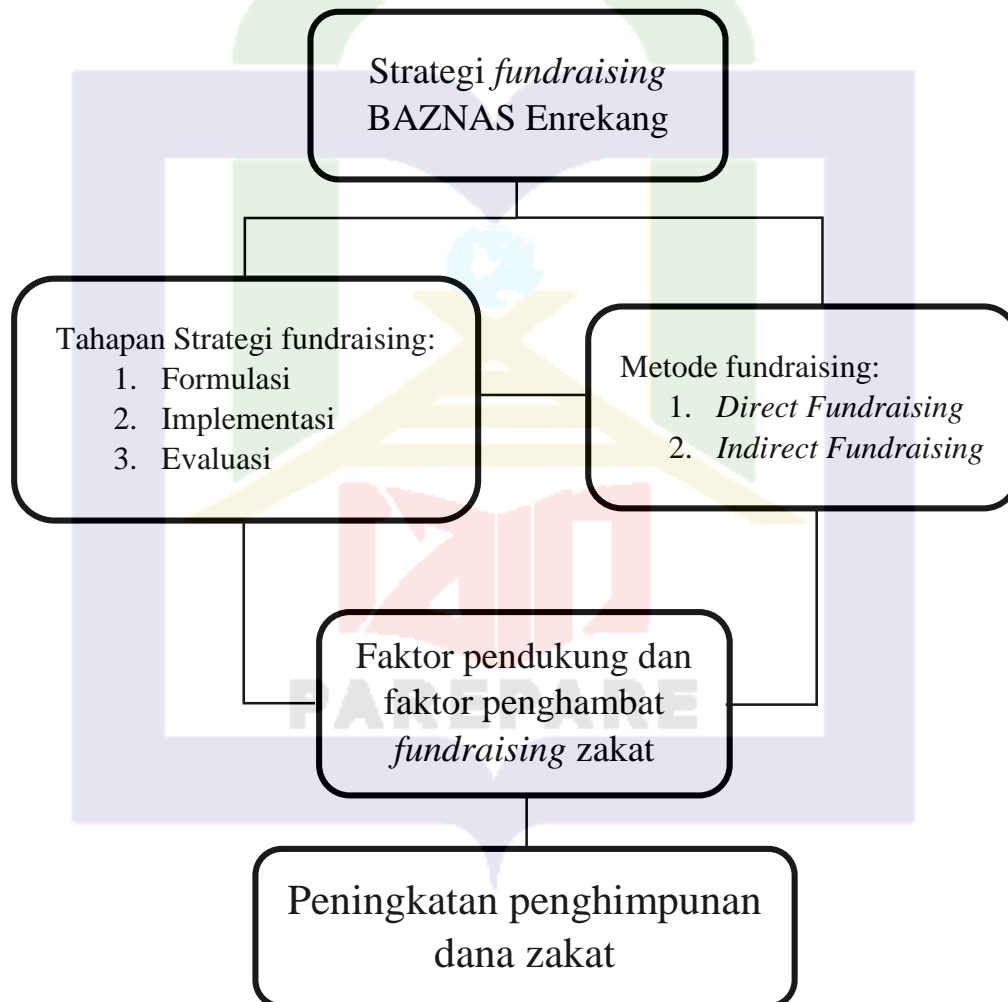 Strategi fundraising
BAZNAS Enrekang
Tahapan Strategi fundraising:
1. Formulasi
2. Implementasi
3. Evaluasi
Metode fundraising:
1. Direct Fundraising
2. Indirect Fundraising
Faktor pendukung dan
faktor penghambat
fundraising zakat
PAREPARE
Peningkatan penghimpunan
dana zakat